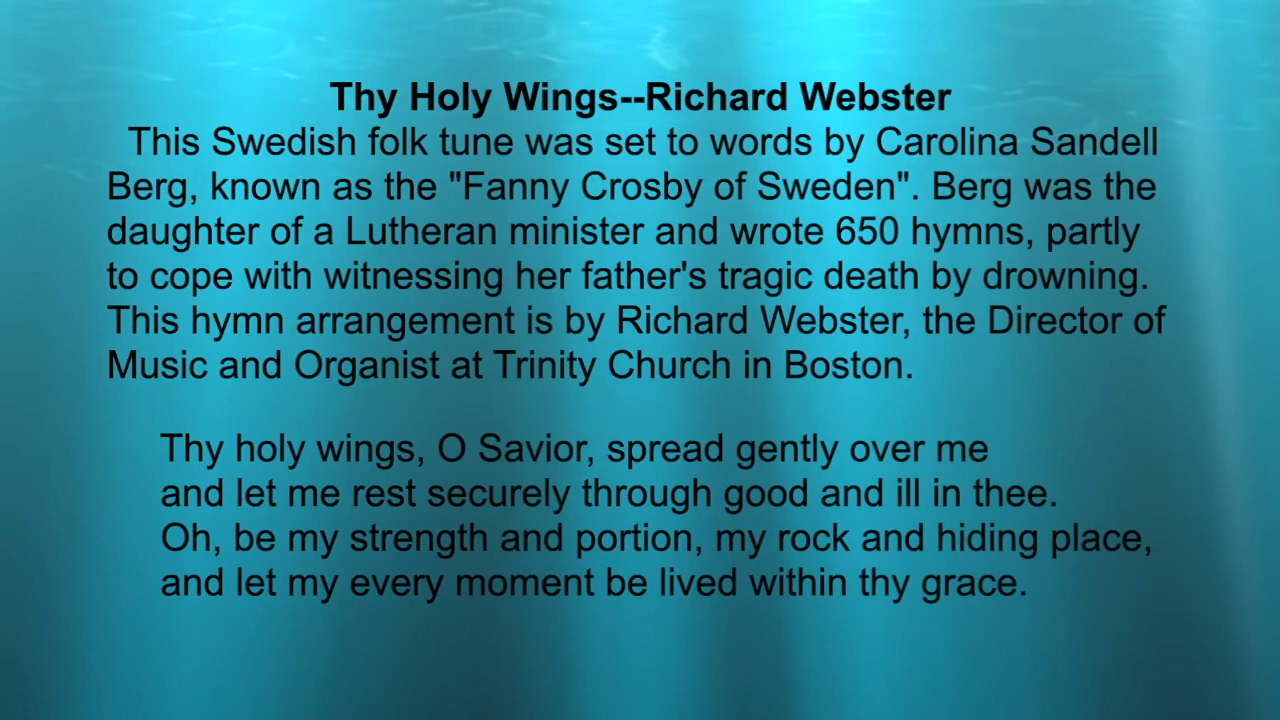 Thy Holy Wings--Richard Webster
This Swedish folk tune was set to words by Carolina Sandell
Berg, known as the "Fanny Crosby of Sweden". Berg was the
daughter of a Lutheran minister and wrote 650 hymns, partly
to cope with witnessing her father's tragic death by drowning.
This hymn arrangement is by Richard Webster, the Director of
Music and Organist at Trinity Church in Boston.
Thy holy wings, O Savior, spread gently over me
and let me rest securely through good and ill in thee.
Oh, be my strength and portion, my rock and hiding place,
and let my every moment be lived within thy grace.